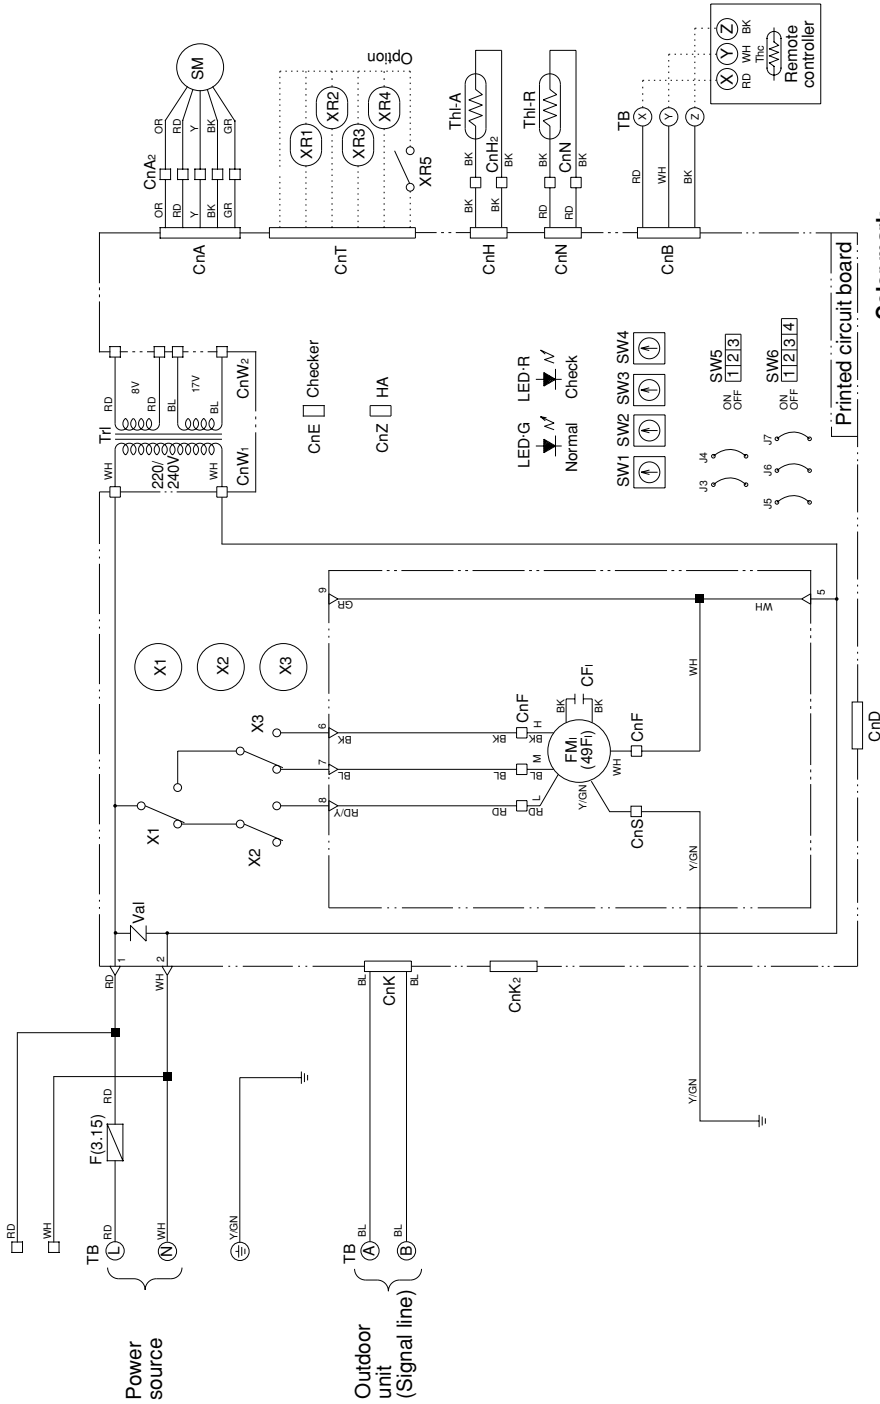 Power
source
TB
L
N
RD
WH
RD
WH
Y/GN
F(3.15)
RD
RD
WH
1
2
Val
Outdoor
unit
(Signal line)
TB
A
B
BL
BL
BL
BL
CnK
CnK2
X1
X2
X3
X1
X2
X3
8
7
6
9
RD/Y
BL
BK
GR
RD
BL
BK
RD
BL
BK
L
M
H
CnF
FMI
(49FI)
CFI
BK
BK
Y/GN
WH
CnF
CnS
Y/GN
Y/GN
WH
WH
5
CnD
TrI
WH
WH
220/
240V
CnW1
RD
RD
BL
BL
8V
17V
CnW2
CnE
Checker
CnZ
HA
LED·G
Normal
LED·R
Check
SW1
SW2
SW3
SW4
J3
J4
J5
J6
J7
SW5
ON
OFF
1 2 3
SW6
ON
OFF
1 2 3 4
Printed circuit board
CnA
OR
RD
Y
BK
GR
CnA2
OR
RD
Y
BK
GR
SM
CnT
XR1
XR2
XR3
XR4
XR5
Option
CnH
BK
BK
CnH2
BK
BK
ThI-A
CnN
RD
RD
CnN
BK
BK
ThI-R
CnB
RD
WH
BK
TB
X
Y
Z
X
Y
Z
RD
WH
BK
Thc
Remote
controller